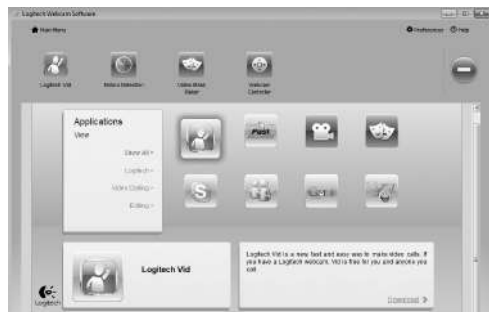 Logitech Webcam Software
Main Menu
Preferences Help
Logitech Vid
Motion Detection
Video Mask Maker
Webcam Controller
Applications
View
Show All >
Logitech >
Video Calling >
Editing >
Logitech Vid
Logitech Vid is a new fast and easy way to make video calls. If
you have a Logitech webcam, Vid is free for you and anyone you
call
Download >
Logitech